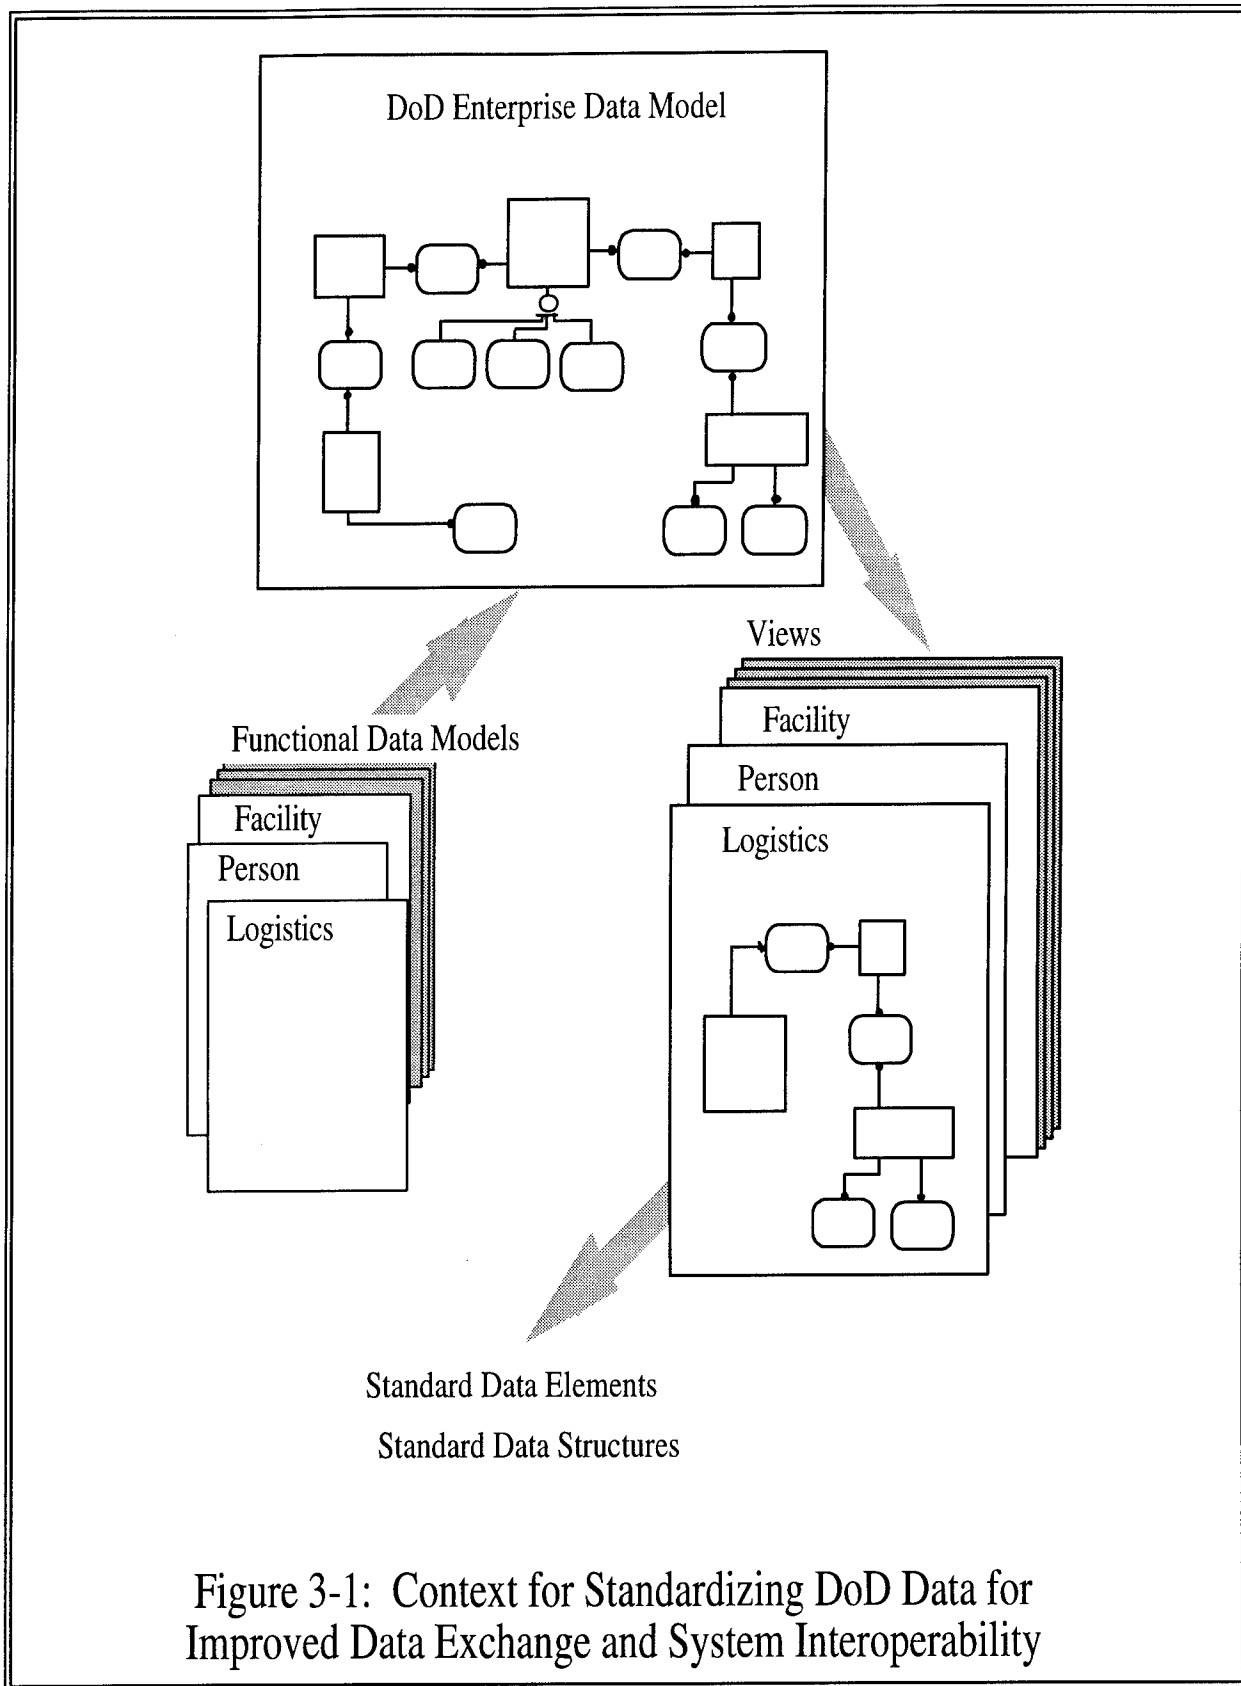 DoD Enterprise Data Model
Views
Functional Data Models
Facility
Person
Logistics
Facility
Person
Logistics
Standard Data Elements
Standard Data Structures
Figure 3-1: Context for Standardizing DoD Data for
Improved Data Exchange and System Interoperability